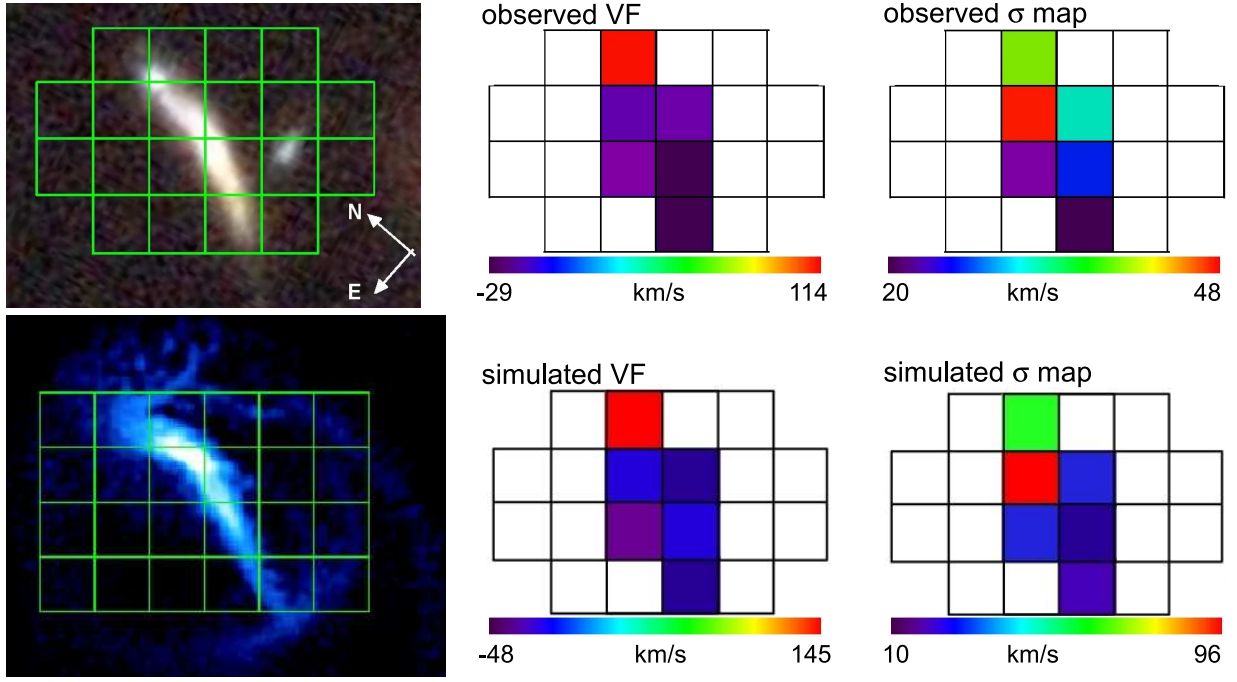 observed VF
observed σ map
N
E
-29 km/s 114
20 km/s 48
simulated VF
simulated σ map
-48 km/s 145
10 km/s 96